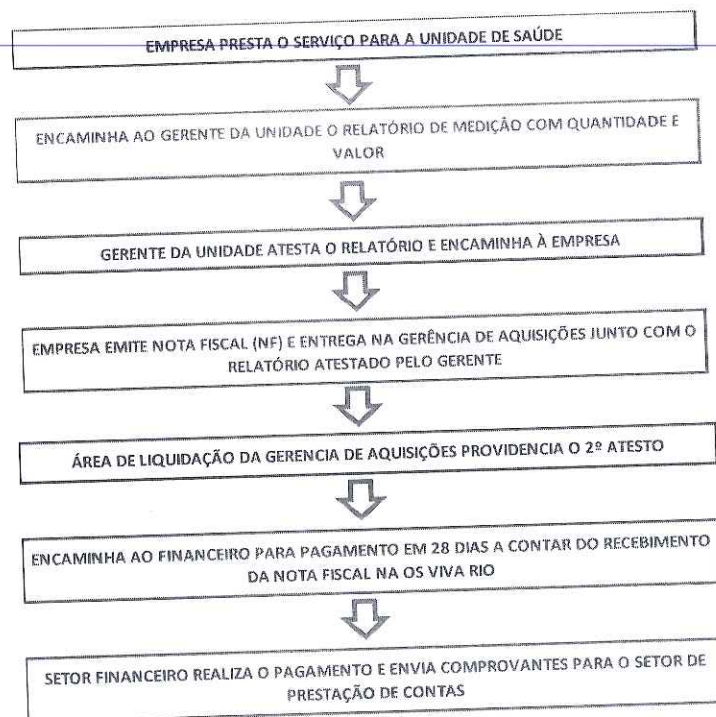 EMPRESA PRESTA O SERVIÇO PARA A UNIDADE DE SAÚDE
ENCAMINHA AO GERENTE DA UNIDADE O RELATÓRIO DE MEDIÇÃO COM QUANTIDADE E
VALOR
GERENTE DA UNIDADE ATESTA O RELATÓRIO E ENCAMINHA À EMPRESA
EMPRESA EMITE NOTA FISCAL (NF) E ENTREGA NA GERÊNCIA DE AQUISIÇÕES JUNTO COM O
RELATÓRIO ATESTADO PELO GERENTE
ÁREA DE LIQUIDAÇÃO DA GERENCIA DE AQUISIÇÕES PROVIDENCIA O 2º ATESTO
ENCAMINHA AO FINANCEIRO PARA PAGAMENTO EM 28 DIAS A CONTAR DO RECEBIMENTO
DA NOTA FISCAL NA OS VIVA RIO
SETOR FINANCEIRO REALIZA O PAGAMENTO E ENVIA COMPROVANTES PARA O SETOR DE
PRESTAÇÃO DE CONTAS